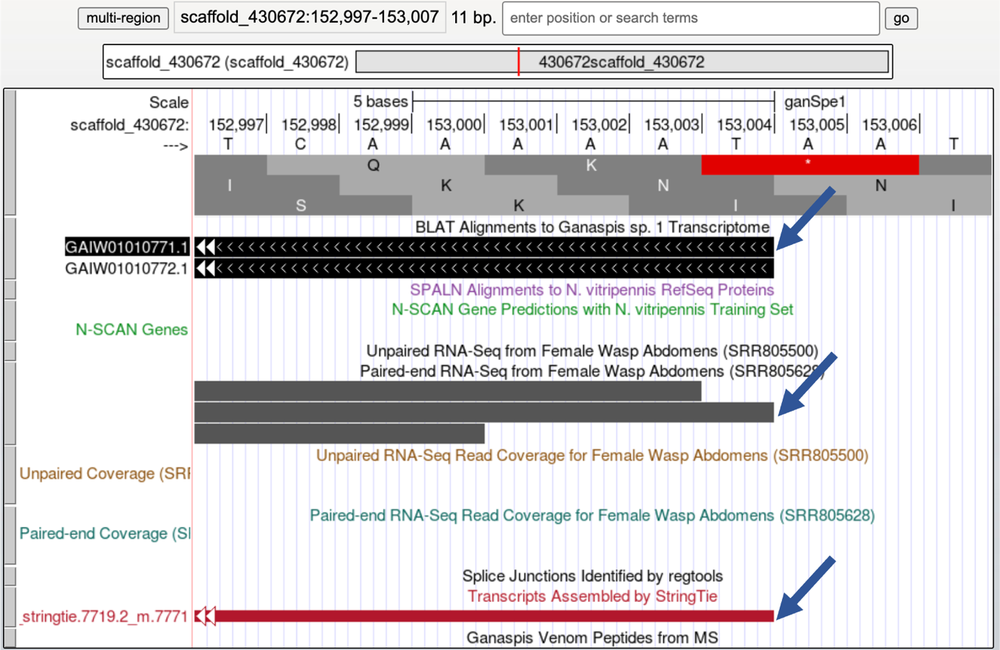 multi-region scaffold_430672:152,997-153,007 11 bp. enter position or search terms go
scaffold_430672 (scaffold_430672) 430672scaffold_430672
Scale 5 bases ganSpe1
scaffold_430672: 152,997 152,998 152,999 153,000 153,001 153,002 153,003 153,004 153,005 153,006
---> T C A A A A A T A A T
Q K *
I K N N
S K I I
BLAT Alignments to Ganaspis sp. 1 Transcriptome
GAIW01010771.1
GAIW01010772.1
SPALN Alignments to N. vitripennis RefSeq Proteins
N-SCAN Gene Predictions with N. vitripennis Training Set
N-SCAN Genes
Unpaired RNA-Seq from Female Wasp Abdomens (SRR805500)
Paired-end RNA-Seq from Female Wasp Abdomens (SRR805628)
Unpaired RNA-Seq Read Coverage for Female Wasp Abdomens (SRR805500)
Unpaired Coverage (SRR
Paired-end RNA-Seq Read Coverage for Female Wasp Abdomens (SRR805628)
Paired-end Coverage (SI
Splice Junctions Identified by regtools
Transcripts Assembled by StringTie
_stringtie.7719.2_m.7771
Ganaspis Venom Peptides from MS